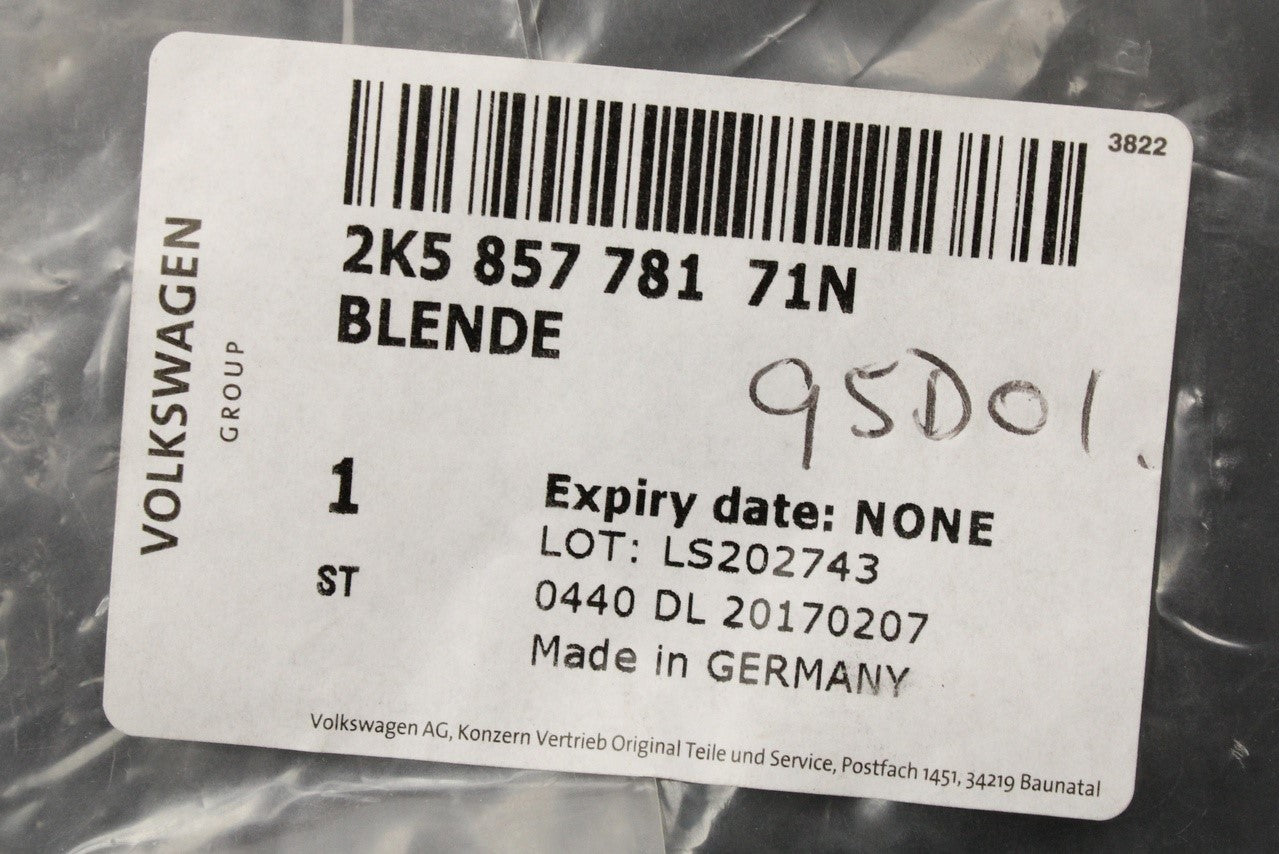 3822
2K5 857 781 71N
BLENDE
95D01.
VOLKSWAGEN
GROUP
1
ST
Expiry date: NONE
LOT: LS202743
0440 DL 20170207
Made in GERMANY
Volkswagen AG, Konzern Vertrieb Original Teile und Service, Postfach 1451, 34219 Baunatal